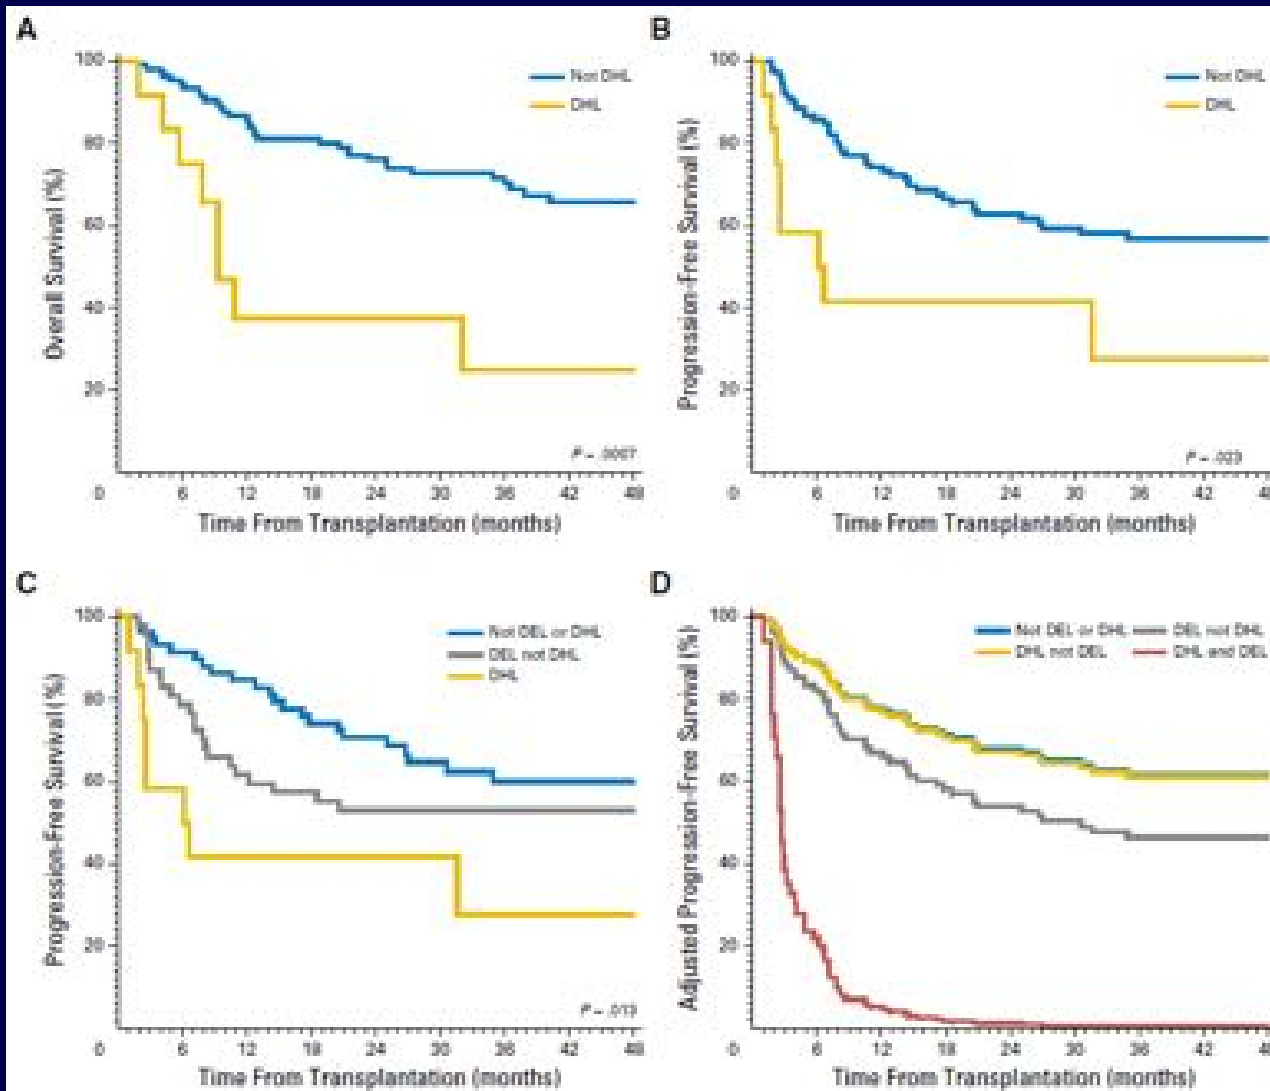 A
100
80
60
40
20
Overall Survival (%)
Not DHL
DHL
P = .0007
0 6 12 18 24 30 36 42 48
Time From Transplantation (months)
B
100
80
60
40
20
Progression-Free Survival (%)
Not DHL
DHL
P = .023
0 6 12 18 24 30 36 42 48
Time From Transplantation (months)
C
100
80
60
40
20
Progression-Free Survival (%)
Not DEL or DHL
DEL not DHL
DHL
P = .013
0 6 12 18 24 30 36 42 48
Time From Transplantation (months)
D
100
80
60
40
20
Adjusted Progression-Free Survival (%)
Not DEL or DHL DEL not DHL
DHL not DEL DHL and DEL
0 6 12 18 24 30 36 42 48
Time From Transplantation (months)